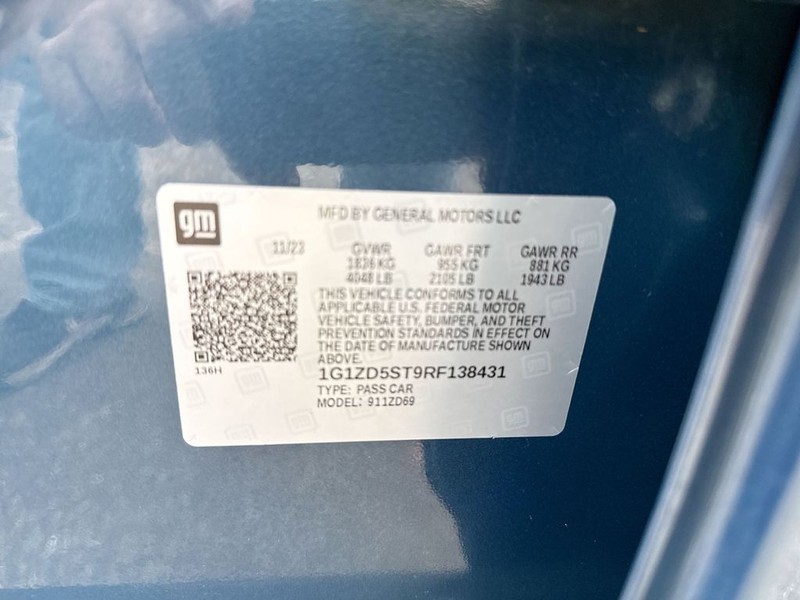 gm
MFD BY GENERAL MOTORS LLC
11/23 GVWR GAWR FRT GAWR RR
1836 KG 955 KG 881 KG
4048 LB 2105 LB 1943 LB
THIS VEHICLE CONFORMS TO ALL
APPLICABLE U.S. FEDERAL MOTOR
VEHICLE SAFETY, BUMPER, AND THEFT
PREVENTION STANDARDS IN EFFECT ON
THE DATE OF MANUFACTURE SHOWN
ABOVE.
136H
1G1ZD5ST9RF138431
TYPE: PASS CAR
MODEL: 911ZD69